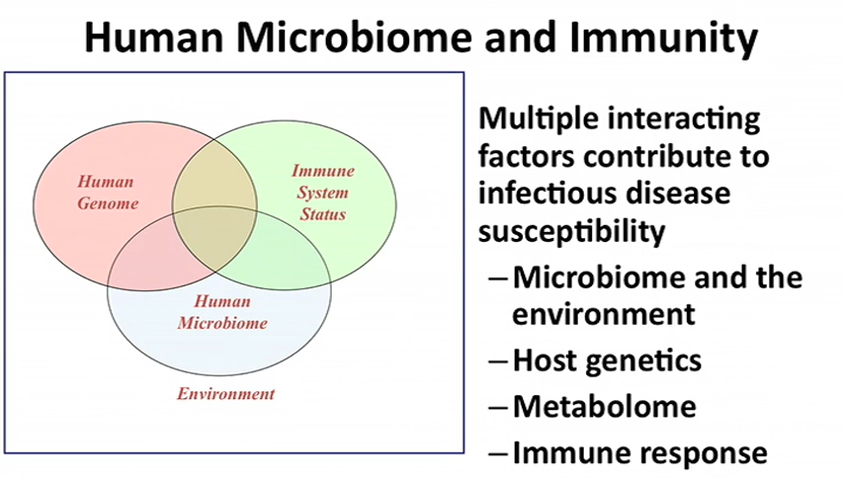 Human Microbiome and Immunity
Human
Genome
Immune
System
Status
Human
Microbiome
Environment
Multiple interacting
factors contribute to
infectious disease
susceptibility
–Microbiome and the
environment
–Host genetics
–Metabolome
–Immune response